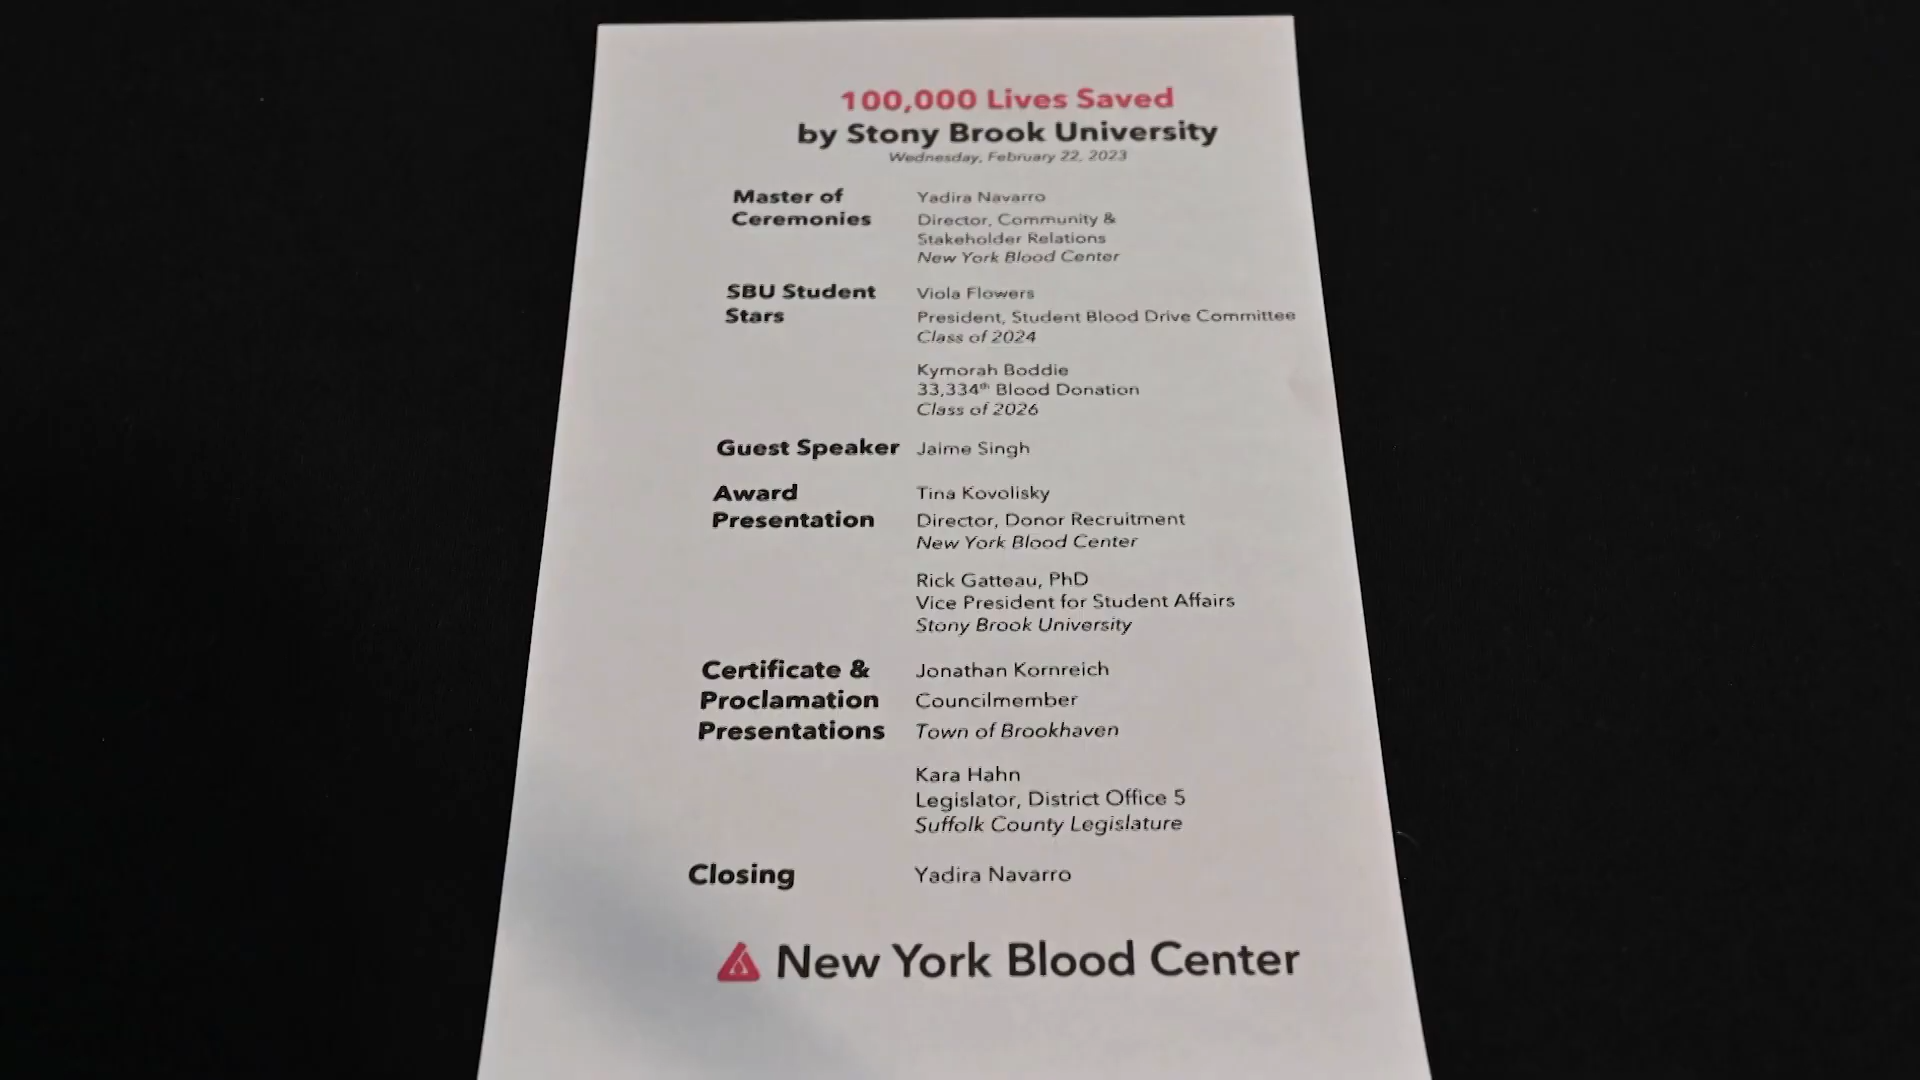 100,000 Lives Saved
by Stony Brook University
Wednesday, February 22, 2023
Master of
Ceremonies
Yadira Navarro
Director, Community &
Stakeholder Relations
New York Blood Center
SBU Student
Stars
Viola Flowers
President, Student Blood Drive Committee
Class of 2024
Kymorah Boddie
33,334th Blood Donation
Class of 2026
Guest Speaker
Jaime Singh
Award
Presentation
Tina Kovolisky
Director, Donor Recruitment
New York Blood Center
Rick Gatteau, PhD
Vice President for Student Affairs
Stony Brook University
Certificate &
Proclamation
Presentations
Jonathan Kornreich
Councilmember
Town of Brookhaven
Kara Hahn
Legislator, District Office 5
Suffolk County Legislature
Closing
Yadira Navarro
New York Blood Center